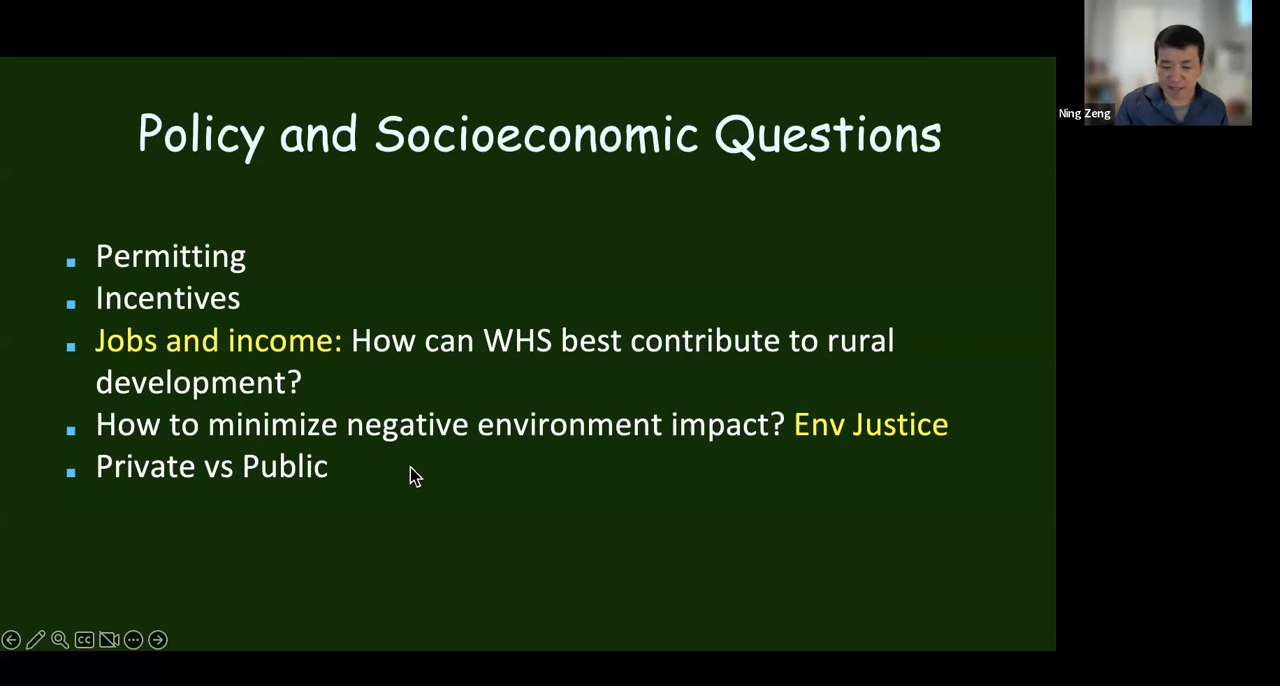 Policy and Socioeconomic Questions
Permitting
Incentives
Jobs and income: How can WHS best contribute to rural
development?
How to minimize negative environment impact? Env Justice
Private vs Public
Ning Zeng
CC